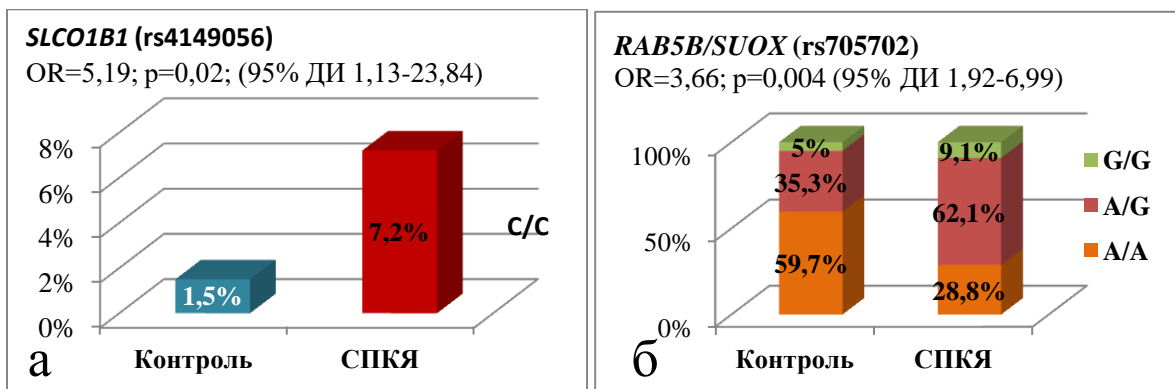 SLCO1B1 (rs4149056)
OR=5,19; p=0,02; (95% ДИ 1,13-23,84)
8%
6%
4%
2%
0%
1,5%
7,2%
C/C
Контроль СПКЯ
а
RAB5B/SUOX (rs705702)
OR=3,66; p=0,004 (95% ДИ 1,92-6,99)
100%
50%
0%
5%
35,3%
59,7%
9,1%
62,1%
28,8%
G/G
A/G
A/A
Контроль СПКЯ
б